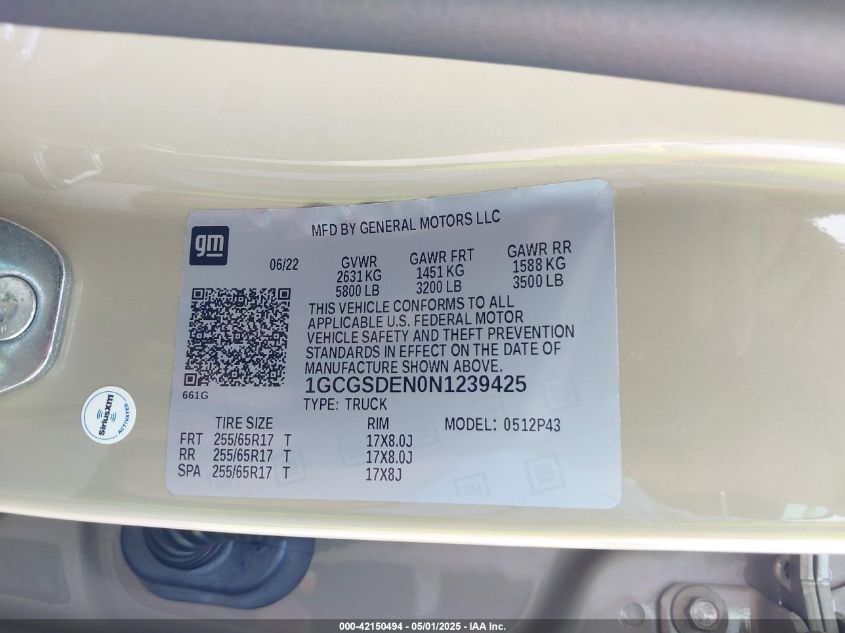 gm
MFD BY GENERAL MOTORS LLC
06/22
GVWR GAWR FRT GAWR RR
2631 KG 1451 KG 1588 KG
5800 LB 3200 LB 3500 LB
THIS VEHICLE CONFORMS TO ALL
APPLICABLE U.S. FEDERAL MOTOR
VEHICLE SAFETY AND THEFT PREVENTION
STANDARDS IN EFFECT ON THE DATE OF
MANUFACTURE SHOWN ABOVE.
661G
1GCGSDEN0N1239425
TYPE: TRUCK
TIRE SIZE RIM MODEL: 0512P43
FRT 255/65R17 T 17X8.0J
RR 255/65R17 T 17X8.0J
SPA 255/65R17 T 17X8J
SiriusXM
ACTIVATED
GM
GM
000-42150494 - 05/01/2025 - IAA Inc.